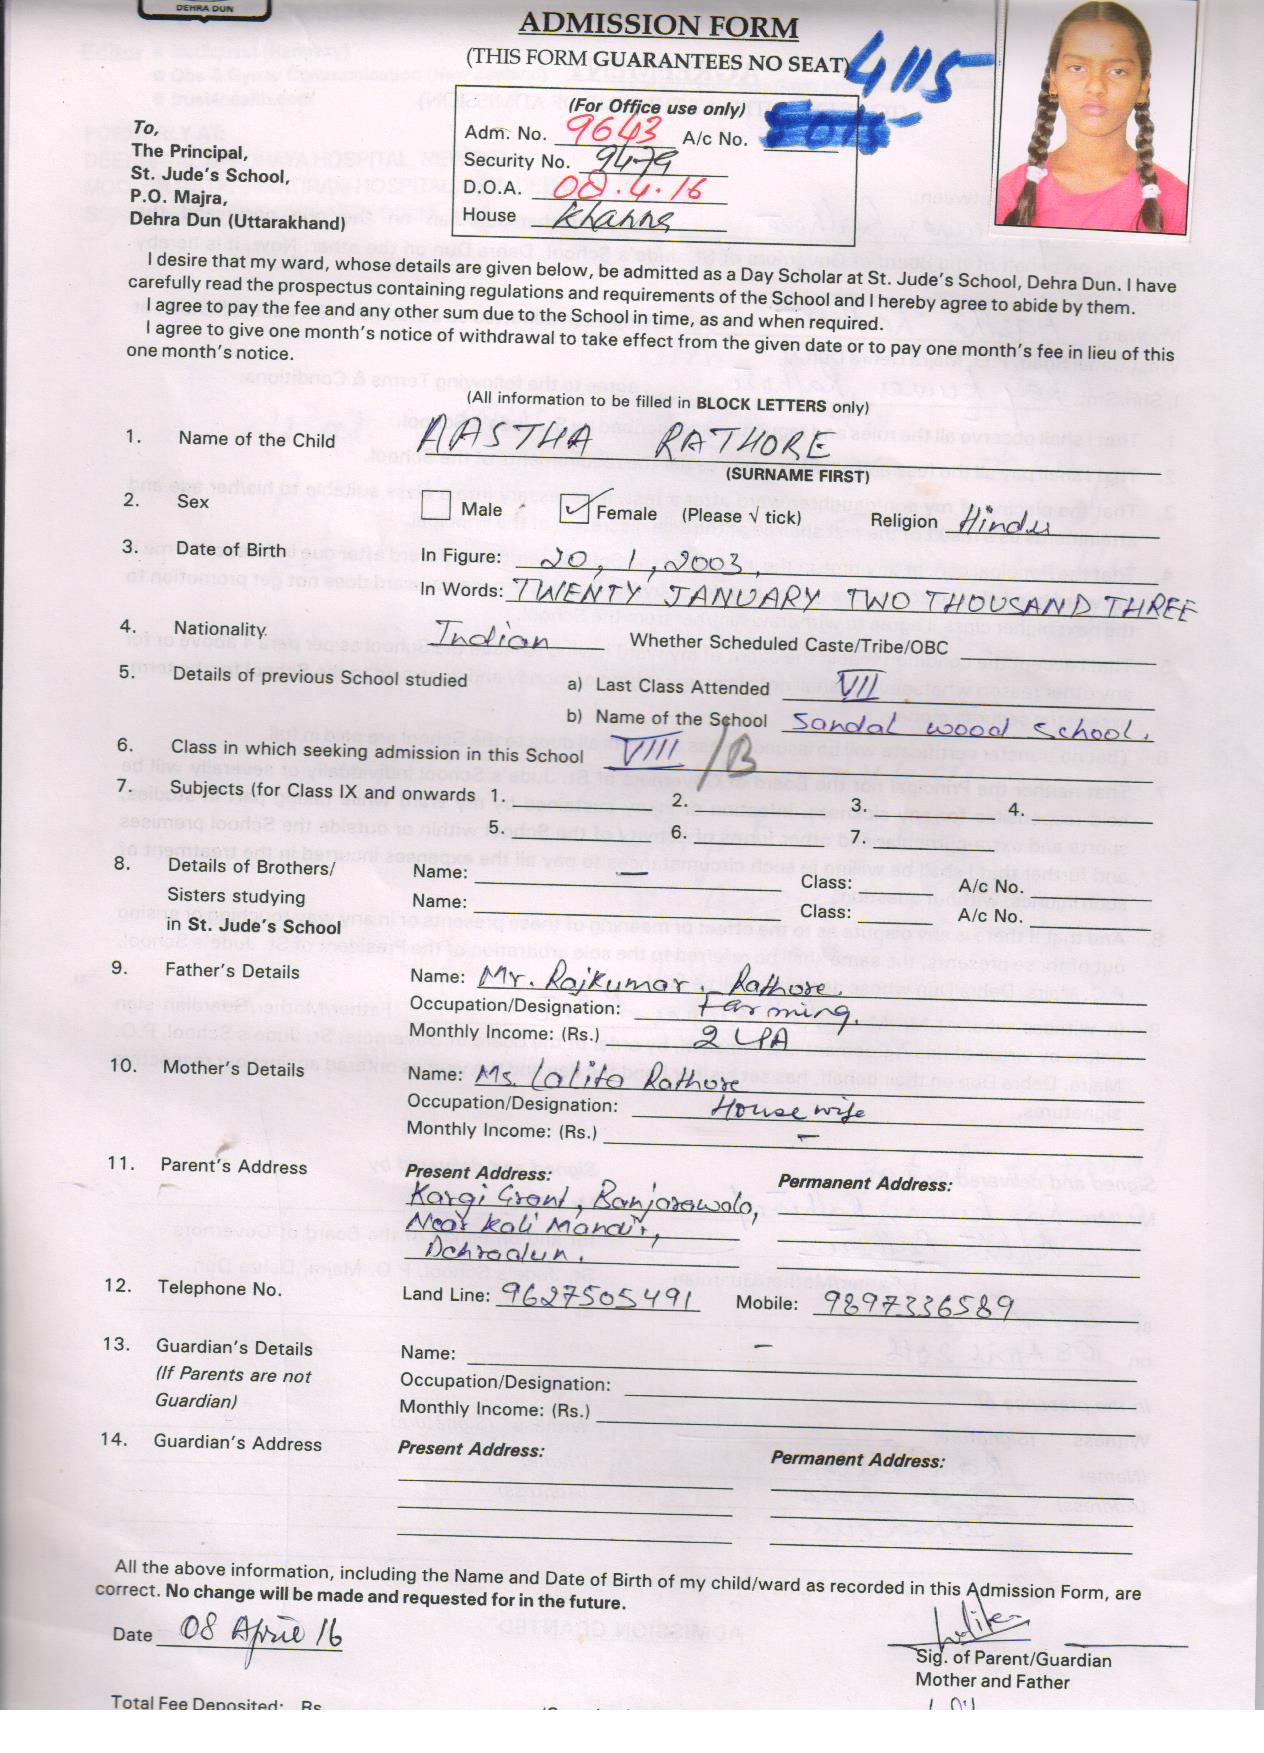 DEHRA DUN
ADMISSION FORM
(THIS FORM GUARANTEES NO SEAT)
4115
(For Office use only)
Adm. No. 9643 A/c No.
Security No. 9479
D.O.A. 08.4.16
House Khanna
To,
The Principal,
St. Jude's School,
P.O. Majra,
Dehra Dun (Uttarakhand)
I desire that my ward, whose details are given below, be admitted as a Day Scholar at St. Jude's School, Dehra Dun. I have
carefully read the prospectus containing regulations and requirements of the School and I hereby agree to abide by them.
I agree to pay the fee and any other sum due to the School in time, as and when required.
I agree to give one month's notice of withdrawal to take effect from the given date or to pay one month's fee in lieu of this
one month's notice.
(All information to be filled in BLOCK LETTERS only)
1. Name of the Child AASTHA RATHORE
(SURNAME FIRST)
2. Sex Male Female (Please √ tick) Religion Hindu
3. Date of Birth In Figure: 20, 1, 2003,
In Words: TWENTY JANUARY TWO THOUSAND THREE
4. Nationality Indian Whether Scheduled Caste/Tribe/OBC
5. Details of previous School studied a) Last Class Attended VII
b) Name of the School Sandal woood School.
6. Class in which seeking admission in this School VIII /B
7. Subjects (for Class IX and onwards 1. 2. 3. 4.
5. 6. 7.
8. Details of Brothers/ Name: — Class: A/c No.
Sisters studying Name: Class: A/c No.
in St. Jude's School
9. Father's Details Name: Mr. Rajkumar. Rathore.
Occupation/Designation: Farming.
Monthly Income: (Rs.) 2 LPA
10. Mother's Details Name: Ms. Lalita Rathore
Occupation/Designation: House wife
Monthly Income: (Rs.) –
11. Parent's Address Present Address: Permanent Address:
Kargi Grant, Banjarawala,
Near Kali Mandir,
Dehradun.
12. Telephone No. Land Line: 9627505491 Mobile: 9897336589
13. Guardian's Details Name: –
(If Parents are not Occupation/Designation:
Guardian) Monthly Income: (Rs.)
14. Guardian's Address Present Address: Permanent Address:
All the above information, including the Name and Date of Birth of my child/ward as recorded in this Admission Form, are
correct. No change will be made and requested for in the future.
Date 08 April 16 Lalita
Sig. of Parent/Guardian
Mother and Father
Total Fee Deposited: Rs.